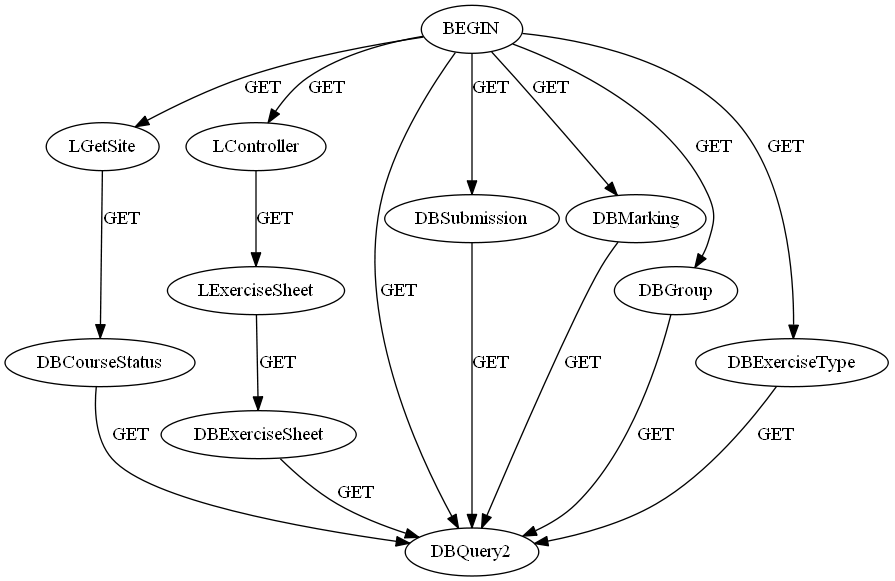 BEGIN
GET
GET
GET
GET
LGetSite
LController
GET
GET
DBSubmission
DBMarking
GET
GET
LExerciseSheet
GET
DBGroup
DBCourseStatus
GET
GET
GET
DBExerciseType
GET
DBExerciseSheet
GET
GET
GET
DBQuery2